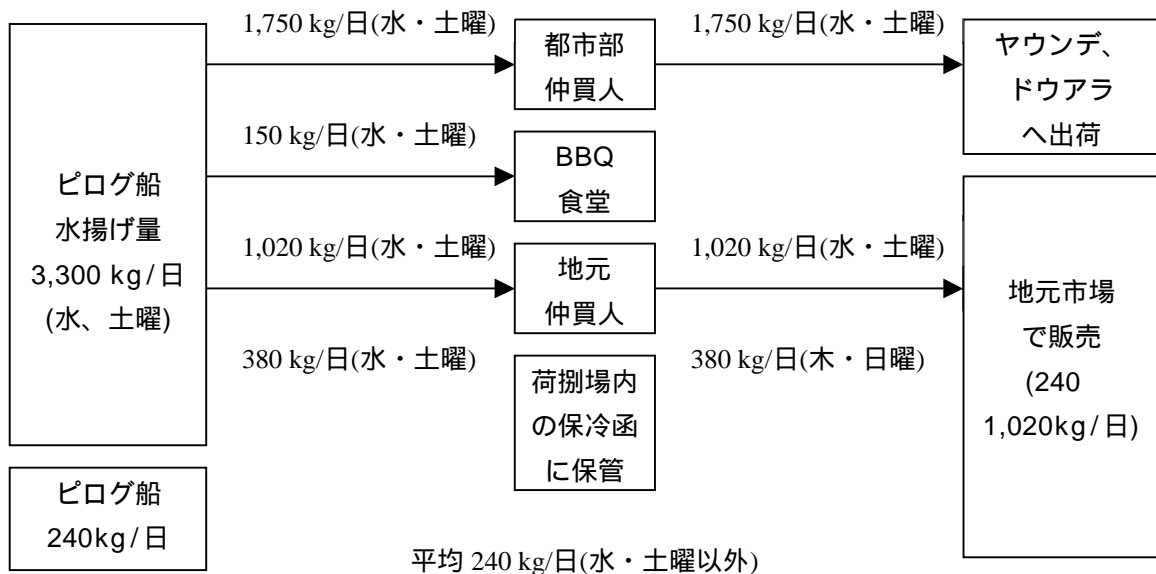 1,750 kg/日(水・土曜)
1,750 kg/日(水・土曜)
都市部
仲買人
ヤウンデ、
ドウアラ
へ出荷
150 kg/日(水・土曜)
BBQ
食堂
ピログ船
水揚げ量
3,300 kg/日
(水、土曜)
1,020 kg/日(水・土曜)
1,020 kg/日(水・土曜)
地元
仲買人
地元市場
で販売
(240
1,020kg/日)
380 kg/日(水・土曜)
380 kg/日(木・日曜)
荷捌場内
の保冷函
に保管
ピログ船
240kg/日
平均 240 kg/日(水・土曜以外)